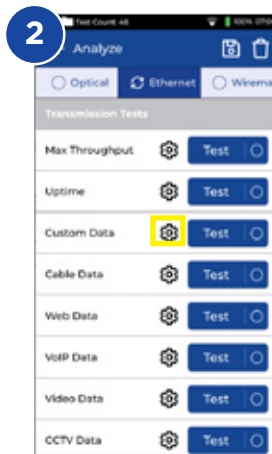 2
Test Count: 48
100%
Analyze
Optical
Ethernet
Wirema
Transmission Tests
Max Throughput Test
Uptime Test
Custom Data Test
Cable Data Test
Web Data Test
VoIP Data Test
Video Data Test
CCTV Data Test